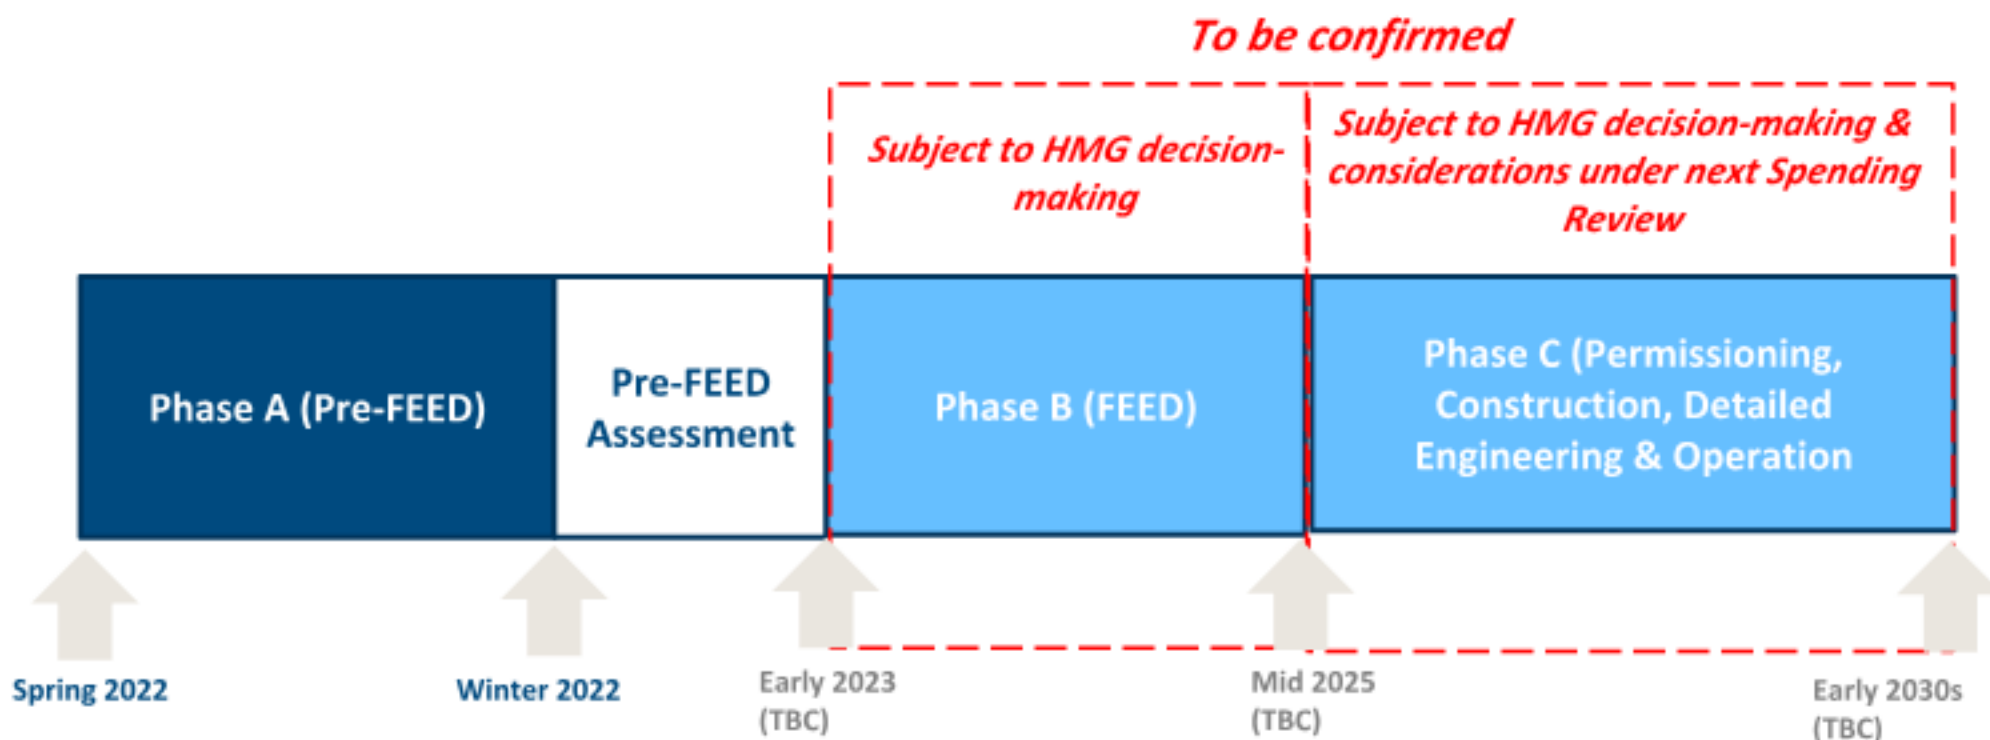 To be confirmed
Subject to HMG decision-
making
Subject to HMG decision-making &
considerations under next Spending
Review
Phase A (Pre-FEED)
Pre-FEED
Assessment
Phase B (FEED)
Phase C (Permissioning,
Construction, Detailed
Engineering & Operation
Spring 2022
Winter 2022
Early 2023
(TBC)
Mid 2025
(TBC)
Early 2030s
(TBC)